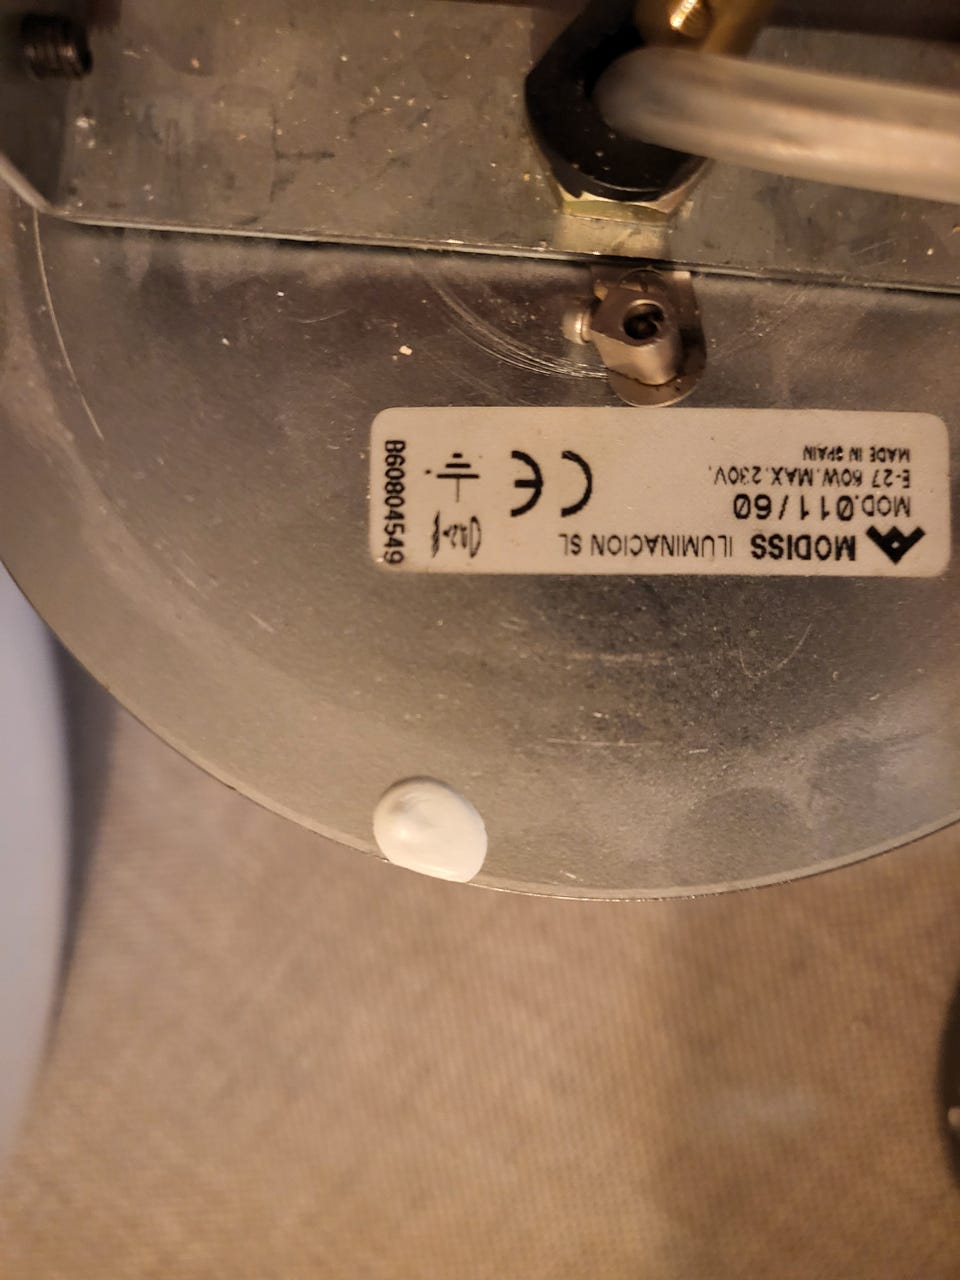 MODISS ILUMINACION SL
MOD.011/60
E-27 60W.MAX.230V.
MADE IN SPAIN
CE
B60804549